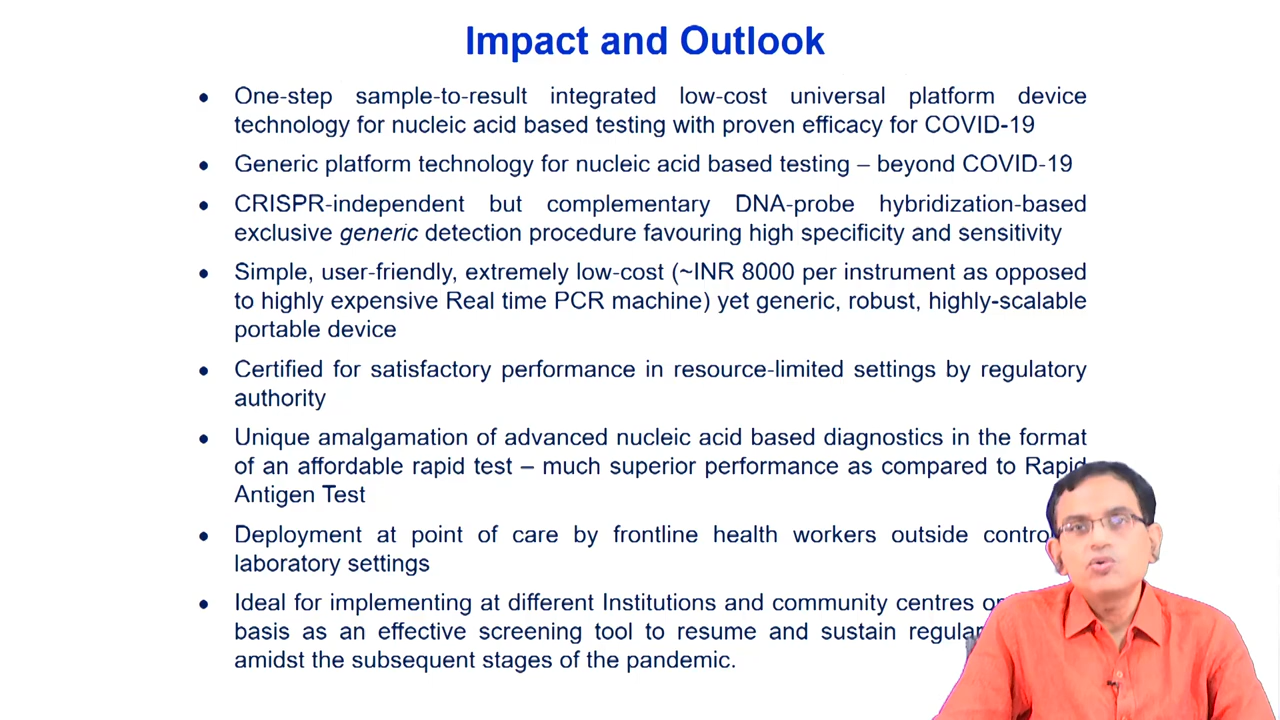 Impact and Outlook
• One-step sample-to-result integrated low-cost universal platform device
technology for nucleic acid based testing with proven efficacy for COVID-19
• Generic platform technology for nucleic acid based testing – beyond COVID-19
• CRISPR-independent but complementary DNA-probe hybridization-based
exclusive generic detection procedure favouring high specificity and sensitivity
• Simple, user-friendly, extremely low-cost (~INR 8000 per instrument as opposed
to highly expensive Real time PCR machine) yet generic, robust, highly-scalable
portable device
• Certified for satisfactory performance in resource-limited settings by regulatory
authority
• Unique amalgamation of advanced nucleic acid based diagnostics in the format
of an affordable rapid test – much superior performance as compared to Rapid
Antigen Test
• Deployment at point of care by frontline health workers outside
laboratory settings
• Ideal for implementing at different Institutions and community centres
basis as an effective screening tool to resume and sustain
amidst the subsequent stages of the pandemic.